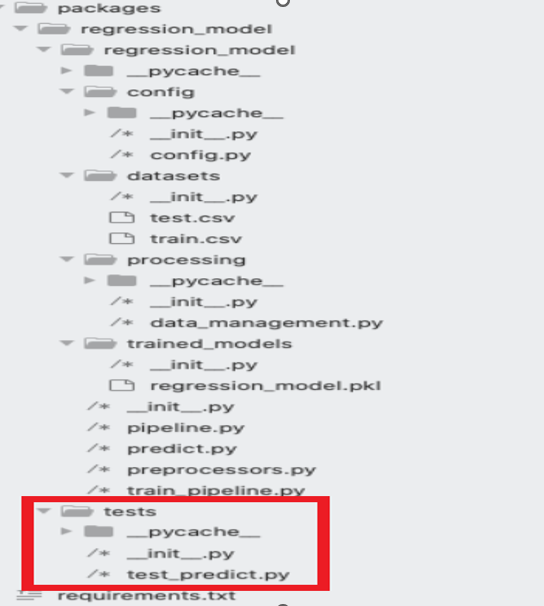 packages
regression_model
regression_model
__pycache__
config
__pycache__
/* __init__.py
/* config.py
datasets
/* __init__.py
test.csv
train.csv
processing
__pycache__
/* __init__.py
/* data_management.py
trained_models
/* __init__.py
regression_model.pkl
/* __init__.py
/* pipeline.py
/* predict.py
/* preprocessors.py
/* train_pipeline.py
tests
__pycache__
/* __init__.py
/* test_predict.py
requirements.txt